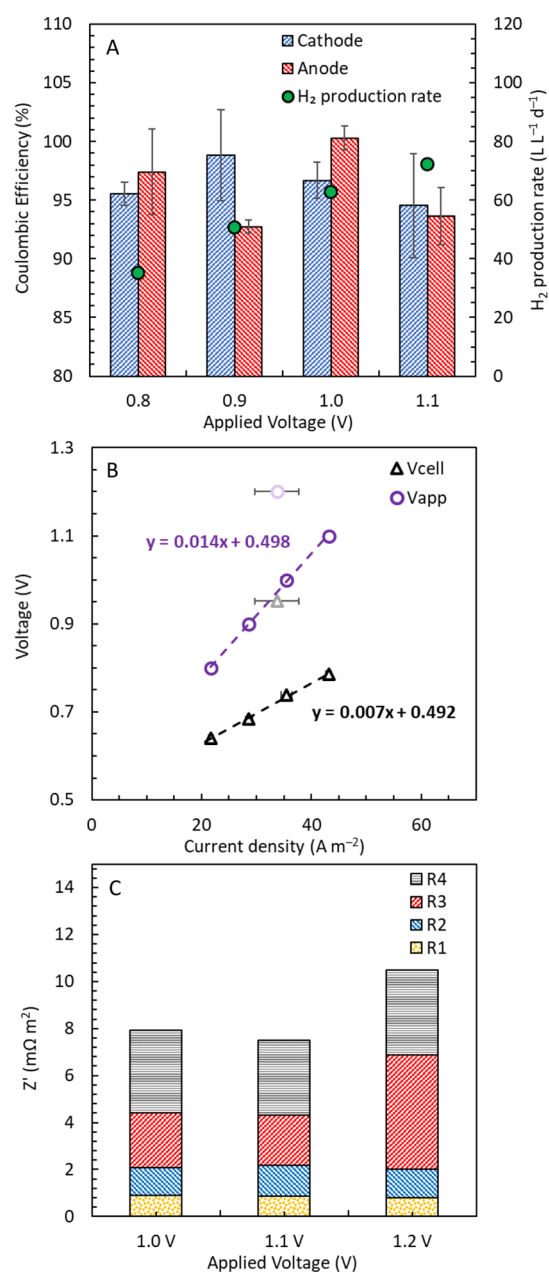 110
105
100
95
90
85
80
Coulombic Efficiency (%)
A
Cathode
Anode
H₂ production rate
120
100
80
60
40
20
0
H₂ production rate (L L⁻¹ d⁻¹)
0.8 0.9 1.0 1.1
Applied Voltage (V)
1.3
1.1
0.9
0.7
0.5
Voltage (V)
B
Vcell
Vapp
y = 0.014x + 0.498
y = 0.007x + 0.492
0 20 40 60
Current density (A m⁻²)
14
12
10
8
6
4
2
0
Z' (mΩ m²)
C
R4
R3
R2
R1
1.0 V 1.1 V 1.2 V
Applied Voltage (V)